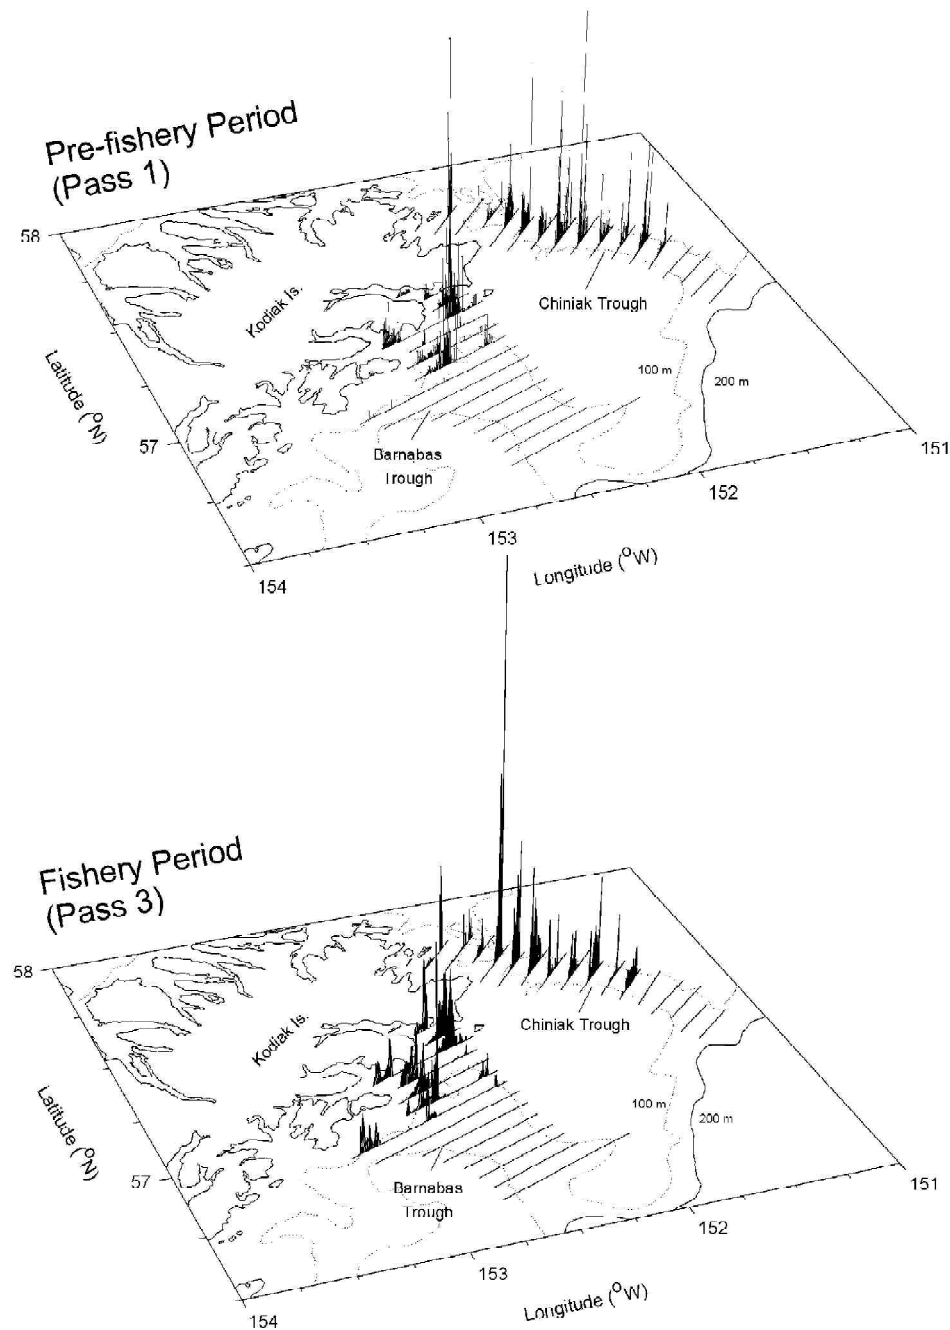 Pre-fishery Period
(Pass 1)
58
Kodiak Is.
Chiniak Trough
Latitude (°N)
100 m
200 m
57
Barnabas
Trough
151
152
153
154
Longitude (°W)
Fishery Period
(Pass 3)
58
Kodiak Is.
Chiniak Trough
Latitude (°N)
100 m
200 m
57
Barnabas
Trough
151
152
153
154
Longitude (°W)